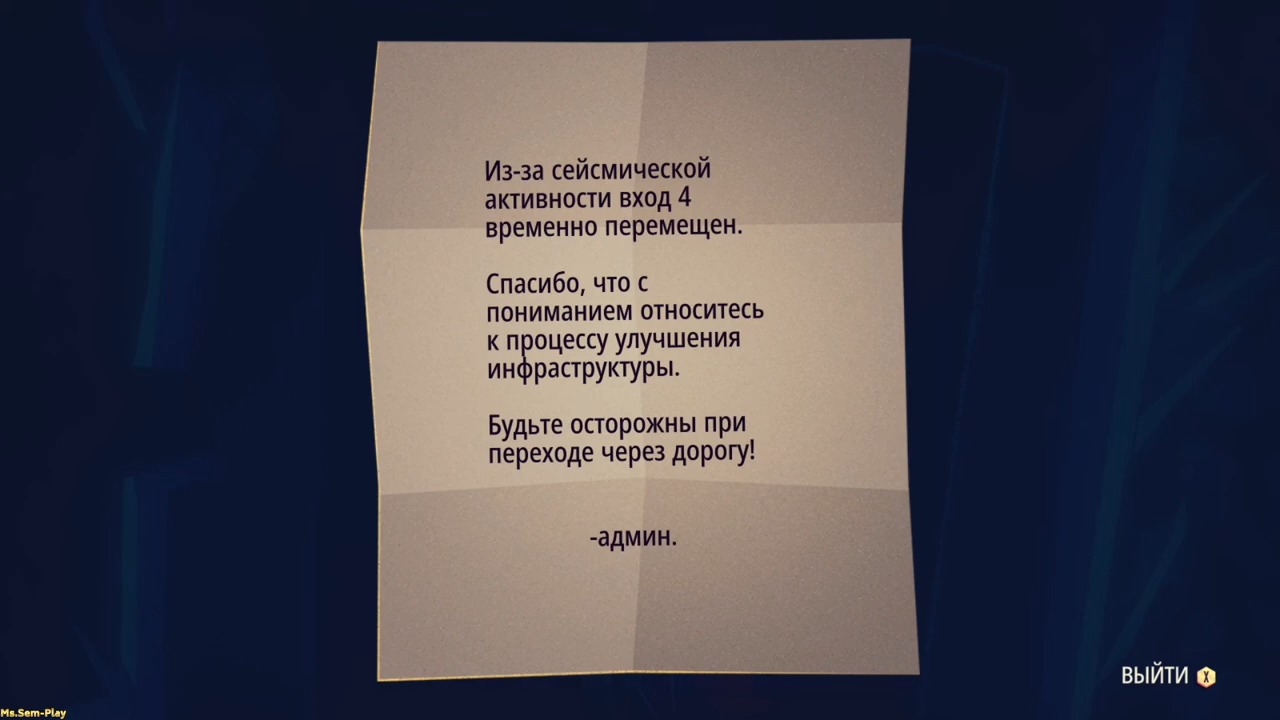 Из-за сейсмической
активности вход 4
временно перемещен.
Спасибо, что с
пониманием относитесь
к процессу улучшения
инфраструктуры.
Будьте осторожны при
переходе через дорогу!
-админ.
ВЫЙТИ X
Ms.Sem-Play